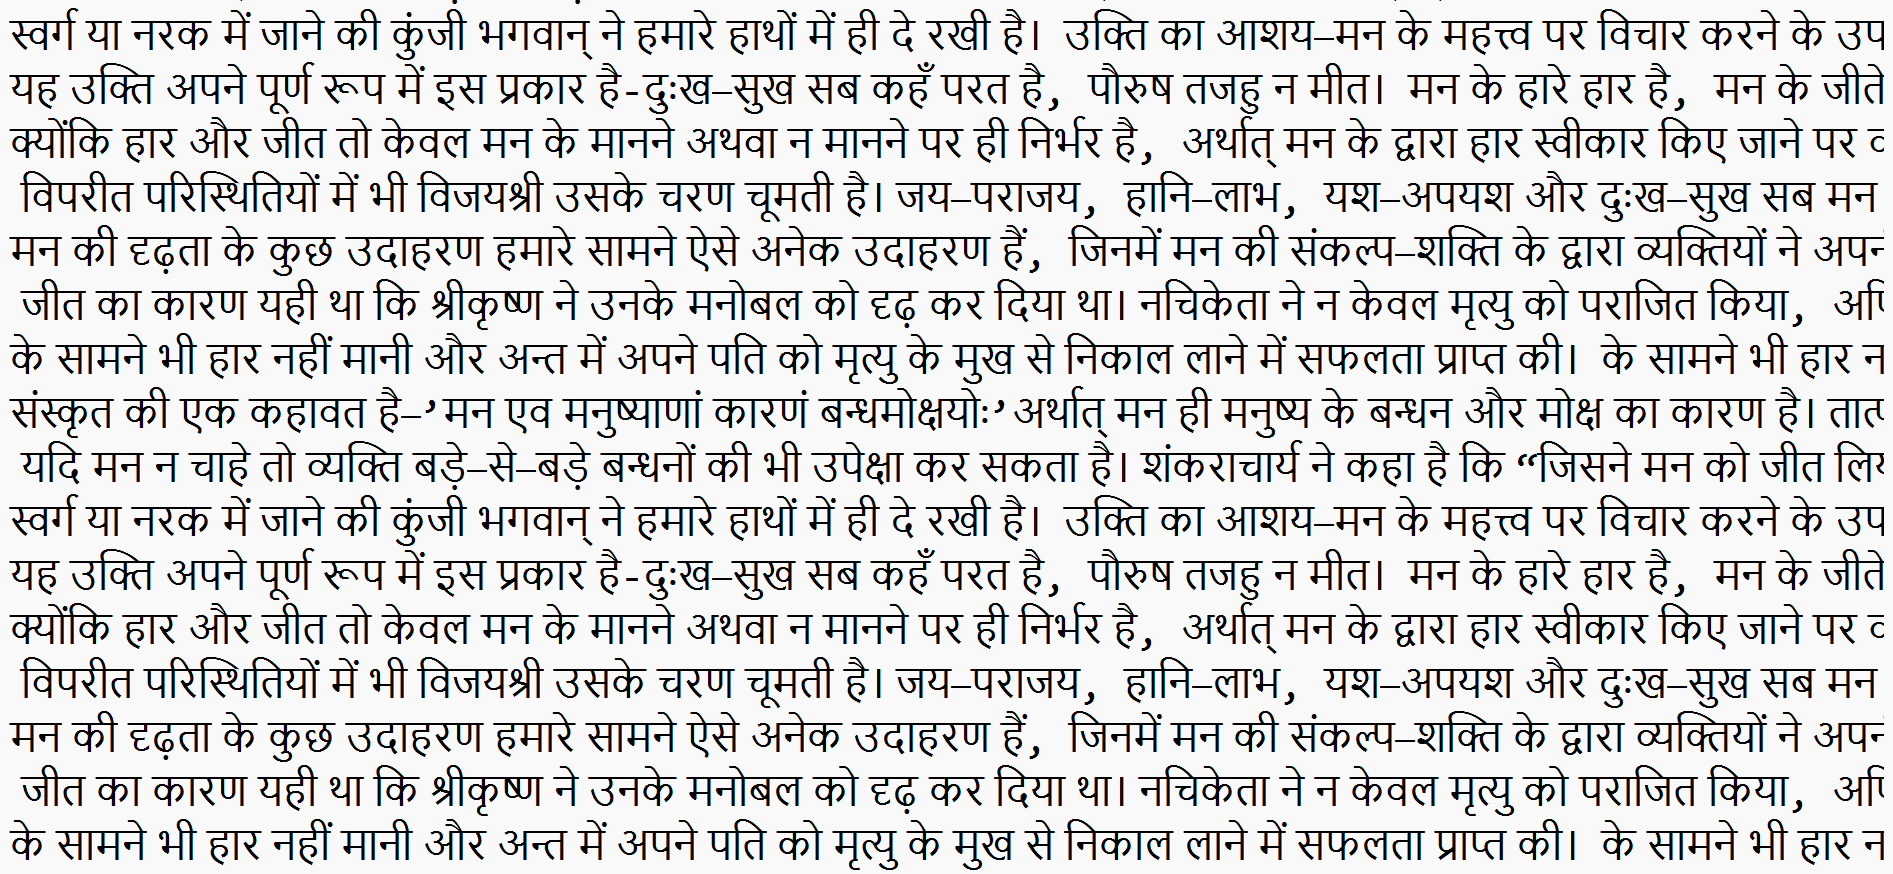 स्वर्ग या नरक में जाने की कुंजी भगवान् ने हमारे हाथों में ही दे रखी है। उक्ति का आशय–मन के महत्त्व पर विचार करने के
यह उक्ति अपने पूर्ण रूप में इस प्रकार है-दुःख–सुख सब कहँ परत है, पौरुष तजहु न मीत। मन के हारे हार है, मन के जीते
क्योंकि हार और जीत तो केवल मन के मानने अथवा न मानने पर ही निर्भर है, अर्थात् मन के द्वारा हार स्वीकार किए जाने पर
विपरीत परिस्थितियों में भी विजयश्री उसके चरण चूमती है। जय–पराजय, हानि–लाभ, यश–अपयश और दुःख–सुख सब मन
मन की दृढ़ता के कुछ उदाहरण हमारे सामने ऐसे अनेक उदाहरण हैं, जिनमें मन की संकल्प–शक्ति के द्वारा व्यक्तियों ने
जीत का कारण यही था कि श्रीकृष्ण ने उनके मनोबल को दृढ़ कर दिया था। नचिकेता ने न केवल मृत्यु को पराजित किया,
के सामने भी हार नहीं मानी और अन्त में अपने पति को मृत्यु के मुख से निकाल लाने में सफलता प्राप्त की। के सामने भी हार
संस्कृत की एक कहावत है–’मन एव मनुष्याणां कारणं बन्धमोक्षयोः’अर्थात् मन ही मनुष्य के बन्धन और मोक्ष का कारण है।
यदि मन न चाहे तो व्यक्ति बड़े–से–बड़े बन्धनों की भी उपेक्षा कर सकता है। शंकराचार्य ने कहा है कि “जिसने मन को जीत
स्वर्ग या नरक में जाने की कुंजी भगवान् ने हमारे हाथों में ही दे रखी है। उक्ति का आशय–मन के महत्त्व पर विचार करने के
यह उक्ति अपने पूर्ण रूप में इस प्रकार है-दुःख–सुख सब कहँ परत है, पौरुष तजहु न मीत। मन के हारे हार है, मन के जीते
क्योंकि हार और जीत तो केवल मन के मानने अथवा न मानने पर ही निर्भर है, अर्थात् मन के द्वारा हार स्वीकार किए जाने पर
विपरीत परिस्थितियों में भी विजयश्री उसके चरण चूमती है। जय–पराजय, हानि–लाभ, यश–अपयश और दुःख–सुख सब मन
मन की दृढ़ता के कुछ उदाहरण हमारे सामने ऐसे अनेक उदाहरण हैं, जिनमें मन की संकल्प–शक्ति के द्वारा व्यक्तियों ने
जीत का कारण यही था कि श्रीकृष्ण ने उनके मनोबल को दृढ़ कर दिया था। नचिकेता ने न केवल मृत्यु को पराजित किया,
के सामने भी हार नहीं मानी और अन्त में अपने पति को मृत्यु के मुख से निकाल लाने में सफलता प्राप्त की। के सामने भी हार